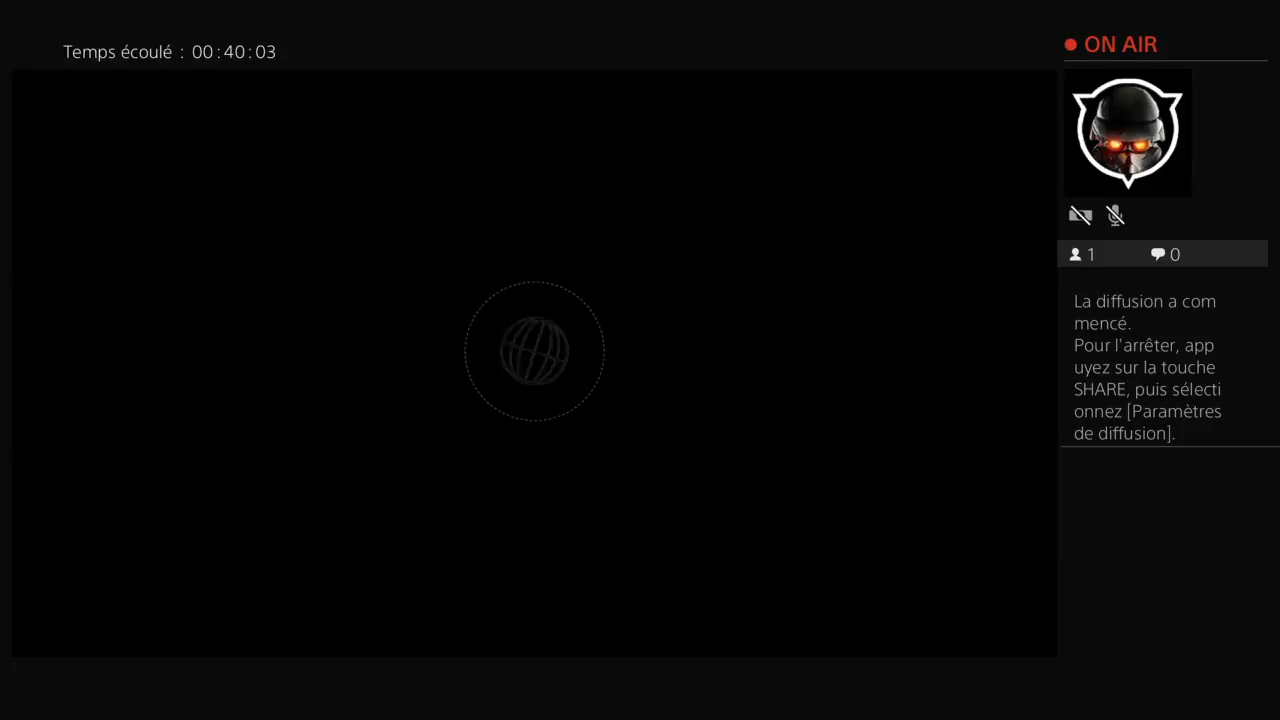 Temps écoulé : 00:40:03
ON AIR
1
0
La diffusion a com
mencé.
Pour l'arrêter, app
uyez sur la touche
SHARE, puis sélecti
onnez [Paramètres
de diffusion].